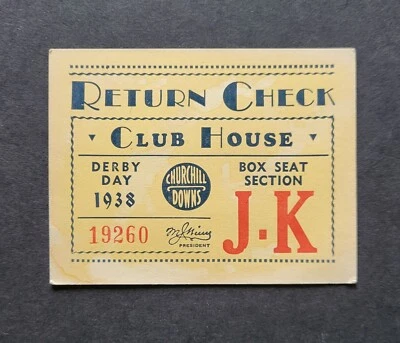 RETURN CHECK
CLUB HOUSE
DERBY DAY 1938
CHURCHILL DOWNS
BOX SEAT SECTION
19260
PRESIDENT
J-K